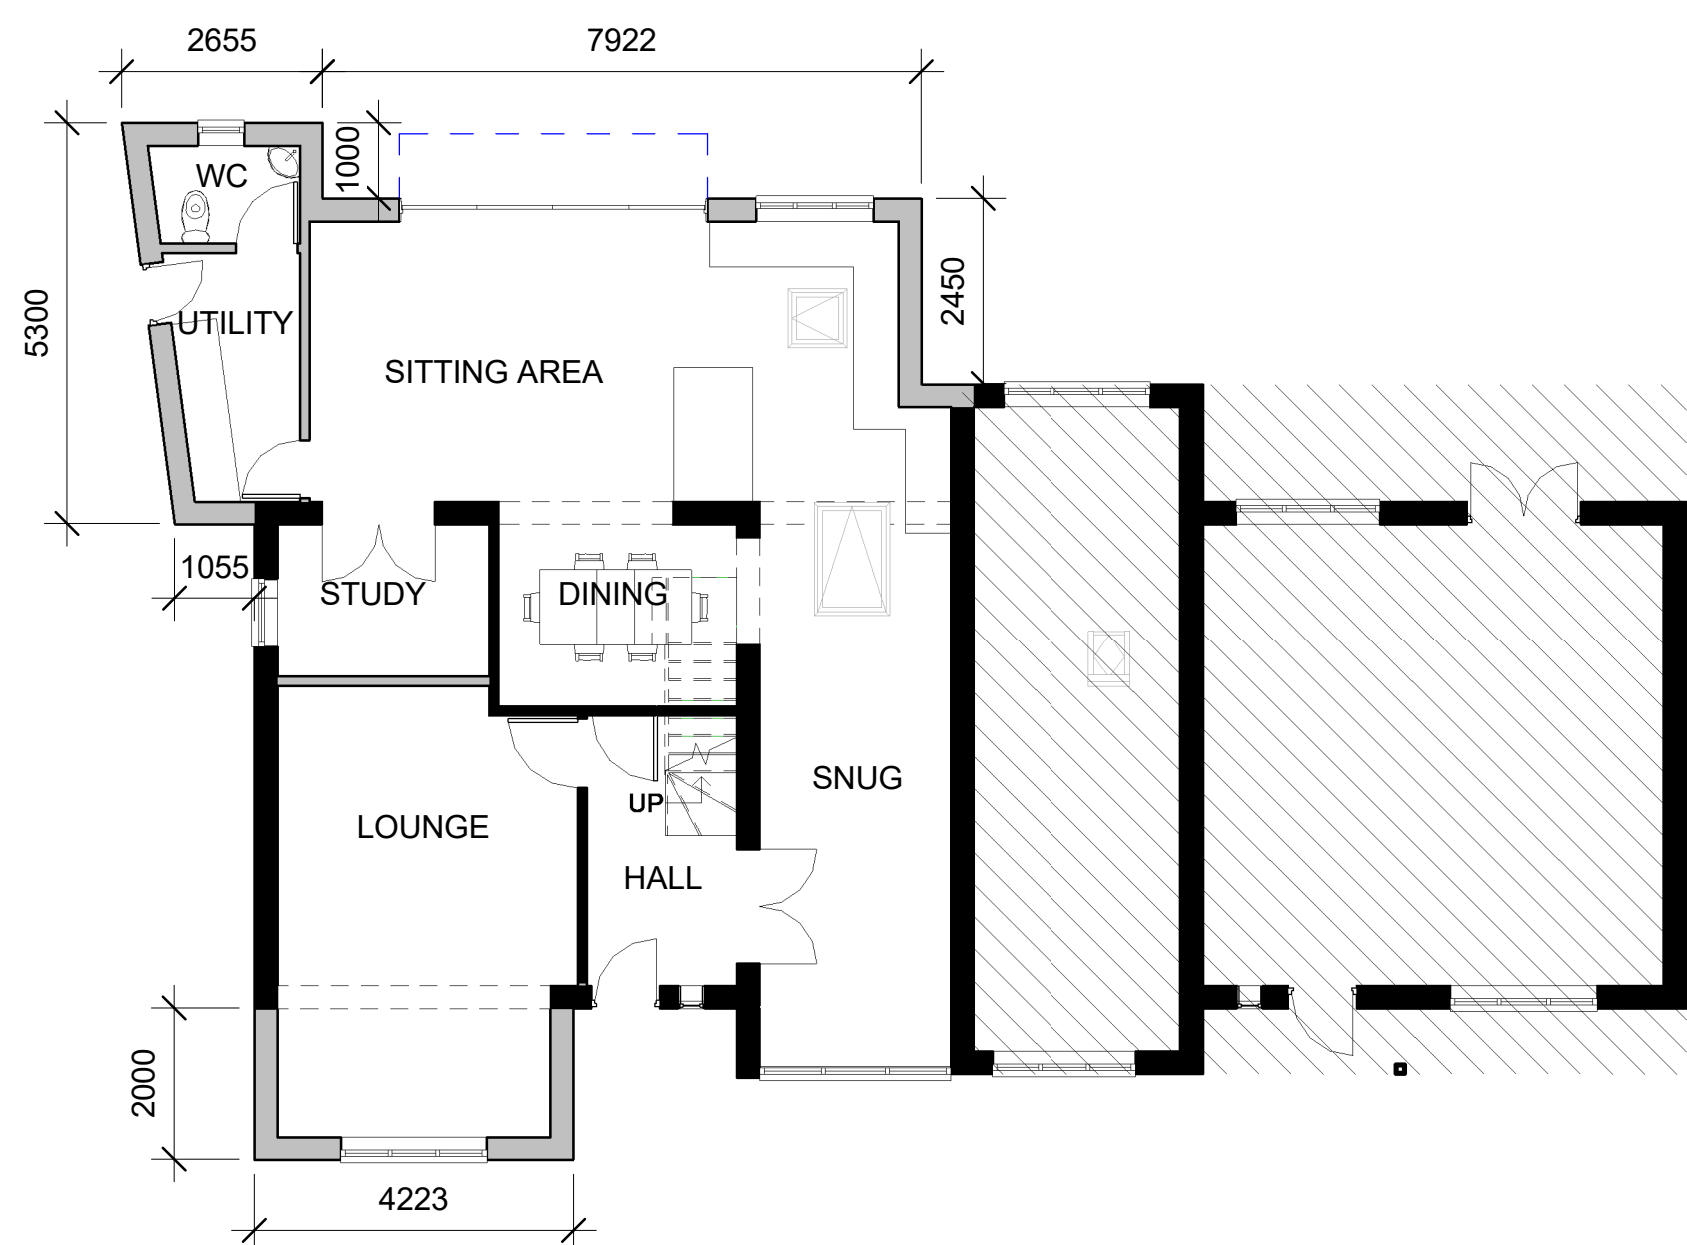 2655
7922
1000
WC
5300
UTILITY
2450
SITTING AREA
1055
STUDY
DINING
SNUG
UP
LOUNGE
HALL
2000
4223